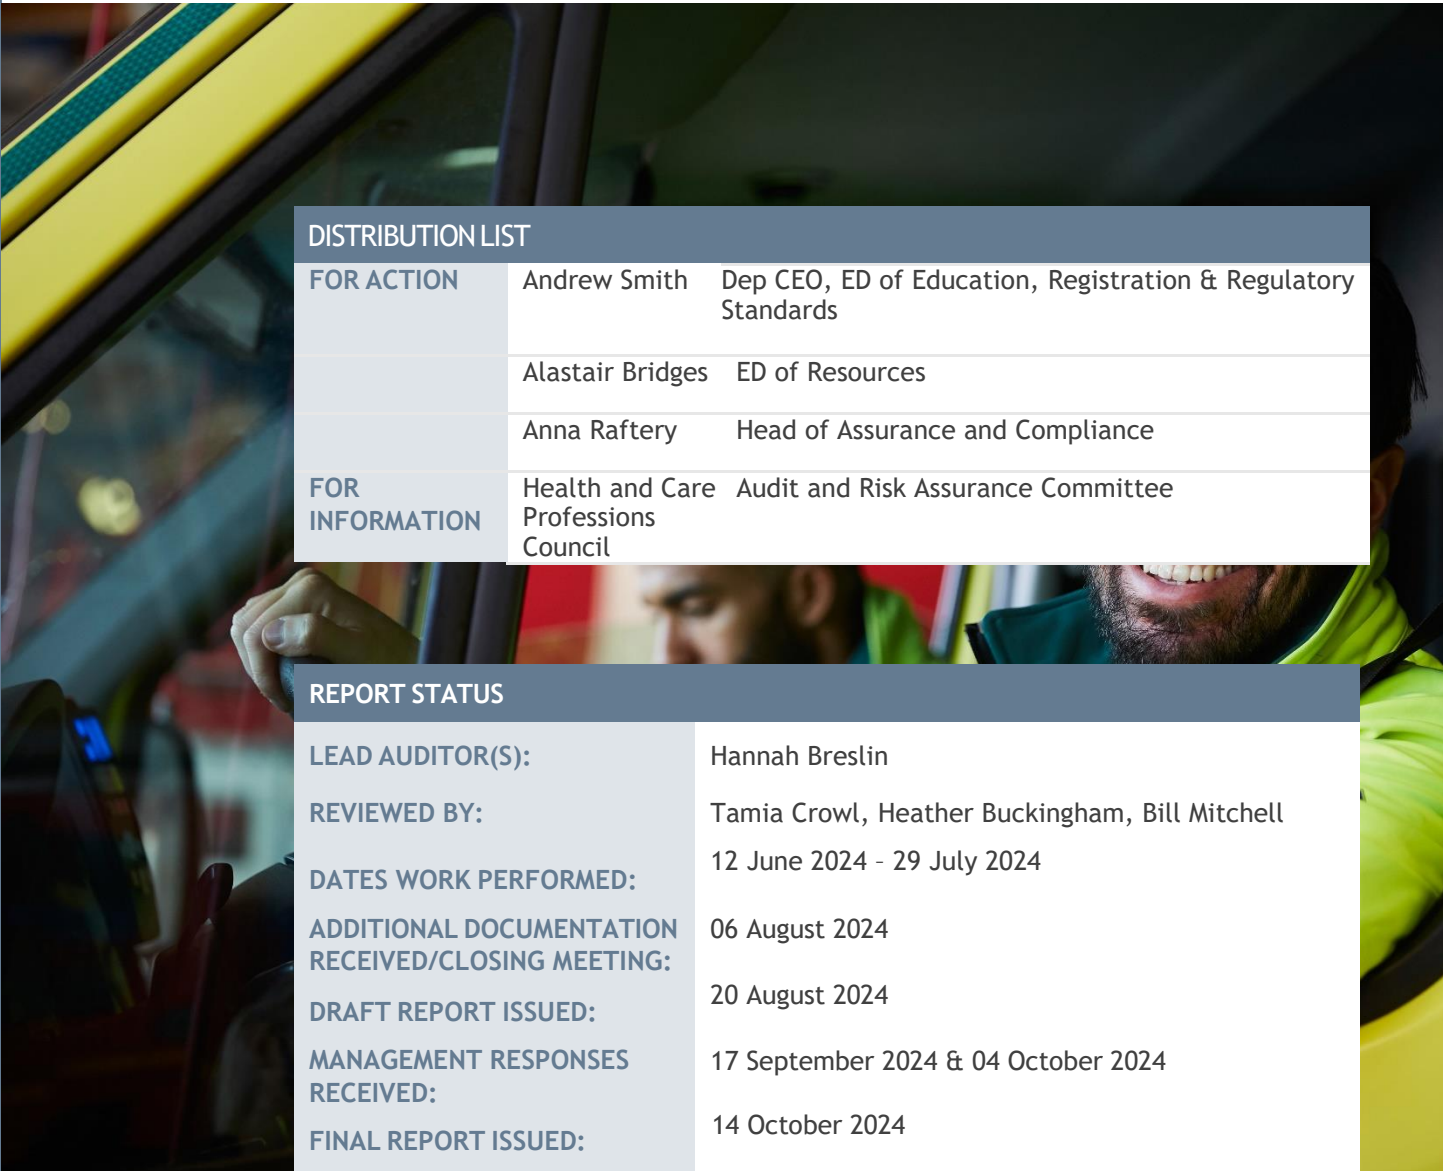 DISTRIBUTION LIST
FOR ACTION Andrew Smith Dep CEO, ED of Education, Registration & Regulatory
Standards
Alastair Bridges ED of Resources
Anna Raftery Head of Assurance and Compliance
FOR Health and Care Audit and Risk Assurance Committee
INFORMATION Professions
Council
REPORT STATUS
LEAD AUDITOR(S): Hannah Breslin
REVIEWED BY: Tamia Crowl, Heather Buckingham, Bill Mitchell
DATES WORK PERFORMED: 12 June 2024 – 29 July 2024
ADDITIONAL DOCUMENTATION 06 August 2024
RECEIVED/CLOSING MEETING:
DRAFT REPORT ISSUED: 20 August 2024
MANAGEMENT RESPONSES 17 September 2024 & 04 October 2024
RECEIVED:
FINAL REPORT ISSUED: 14 October 2024